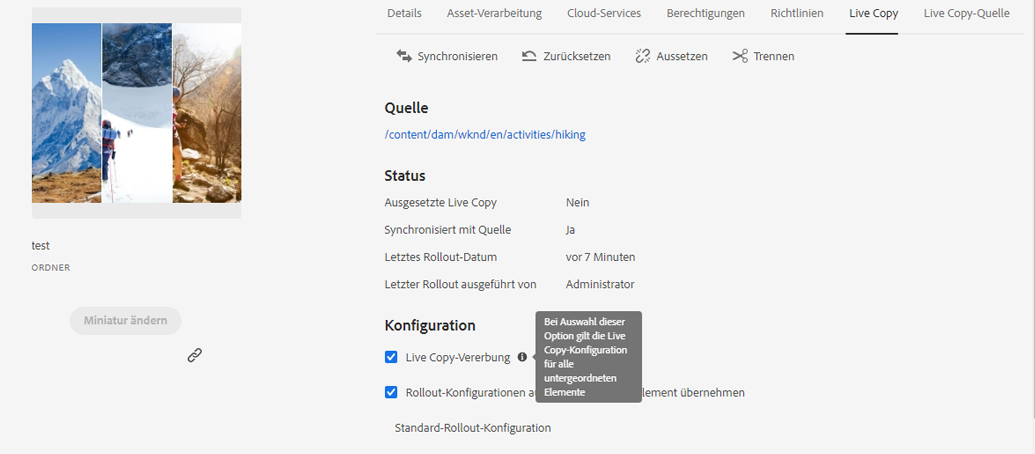 Details Asset-Verarbeitung Cloud-Services Berechtigungen Richtlinien Live Copy Live Copy-Quelle
Synchronisieren Zurücksetzen Aussetzen Trennen
Quelle
/content/dam/wknd/en/activities/hiking
Status
Ausgesetzte Live Copy Nein
Synchronisiert mit Quelle Ja
Letztes Rollout-Datum vor 7 Minuten
Letzter Rollout ausgeführt von Administrator
test
ORDNER
Miniatur ändern
Konfiguration
Live Copy-Vererbung
Bei Auswahl dieser
Option gilt die Live
Copy-Konfiguration
für alle
untergeordneten
Elemente
Rollout-Konfigurationen übernehmen
Standard-Rollout-Konfiguration